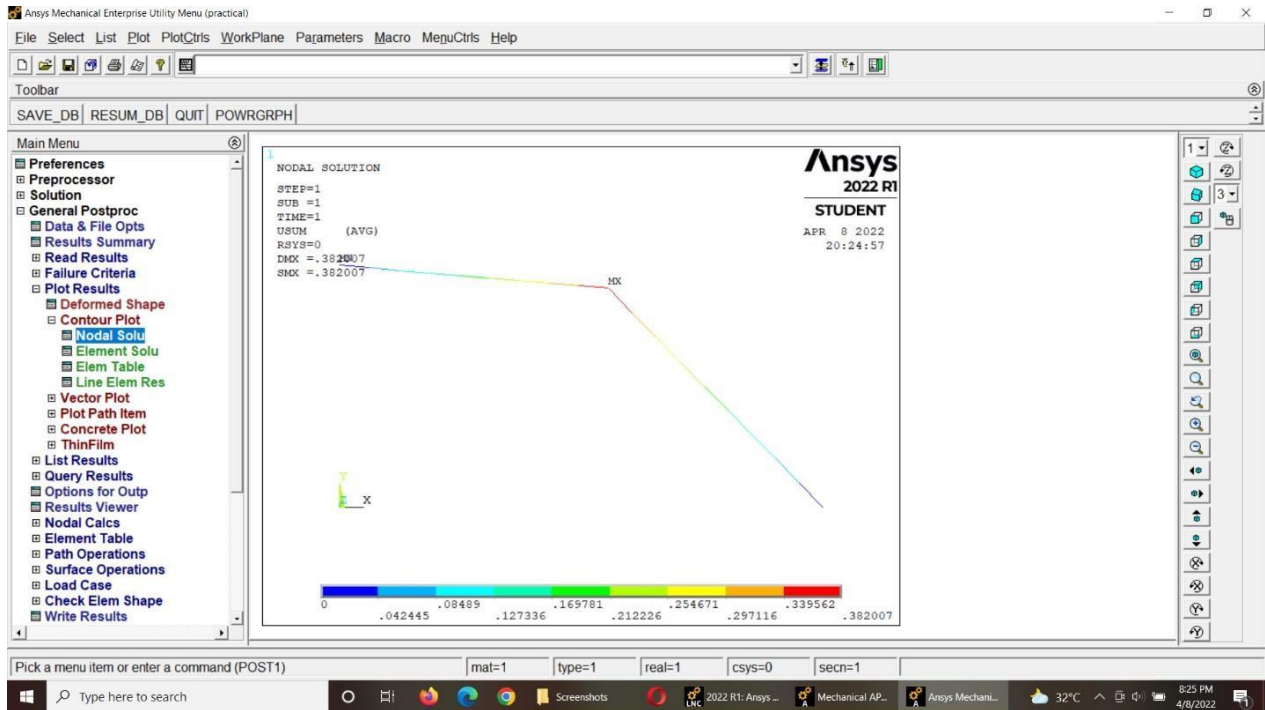 Ansys Mechanical Enterprise Utility Menu (practical)
File Select List Plot PlotCtrls WorkPlane Parameters Macro MenuCtrls Help
Toolbar
SAVE_DB RESUM_DB QUIT POWRGRPH
Main Menu
Preferences
Preprocessor
Solution
General Postproc
Data & File Opts
Results Summary
Read Results
Failure Criteria
Plot Results
Deformed Shape
Contour Plot
Nodal Solu
Element Solu
Elem Table
Line Elem Res
Vector Plot
Plot Path Item
Concrete Plot
ThinFilm
List Results
Query Results
Options for Outp
Results Viewer
Nodal Calcs
Element Table
Path Operations
Surface Operations
Load Case
Check Elem Shape
Write Results
1
NODAL SOLUTION
STEP=1
SUB =1
TIME=1
USUM (AVG)
RSYS=0
DMX =.382007
SMX =.382007
MN
MX
Ansys
2022 R1
STUDENT
APR 8 2022
20:24:57
Y
Z X
0 .08489 .169781 .254671 .339562
.042445 .127336 .212226 .297116 .382007
1
3
Pick a menu item or enter a command (POST1)
mat=1 type=1 real=1 csys=0 secn=1
Type here to search
Screenshots
2022 R1: Ansys ...
Mechanical AP...
Ansys Mechani...
32°C
8:25 PM
4/8/2022